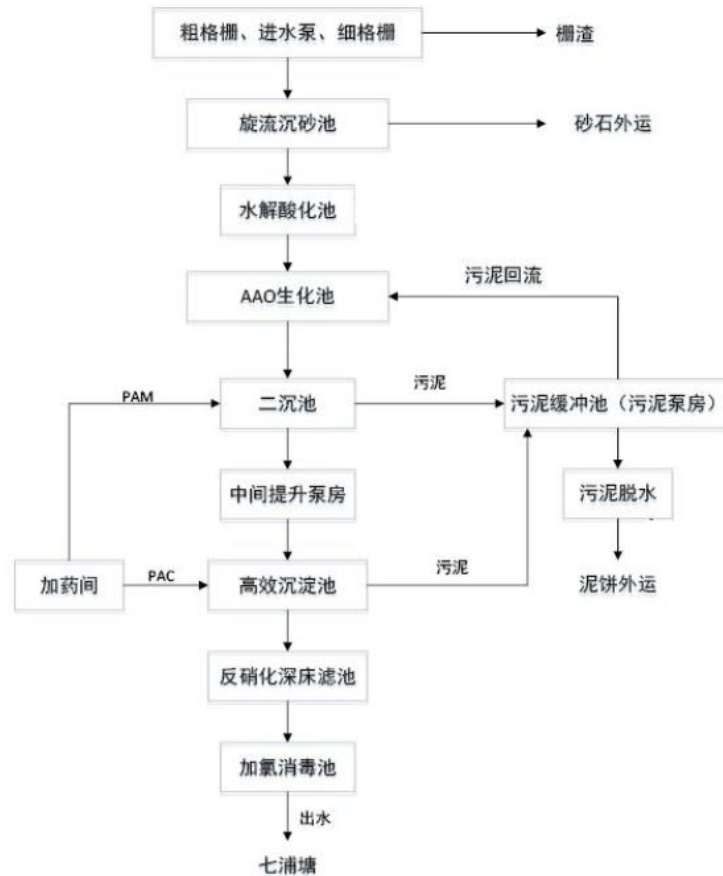 粗格栅、进水泵、细格栅
栅渣
旋流沉砂池
砂石外运
水解酸化池
AAO生化池
污泥回流
PAM
二沉池
污泥
污泥缓冲池（污泥泵房）
中间提升泵房
污泥脱水
加药间
PAC
高效沉淀池
污泥
泥饼外运
反硝化深床滤池
加氯消毒池
出水
七浦塘